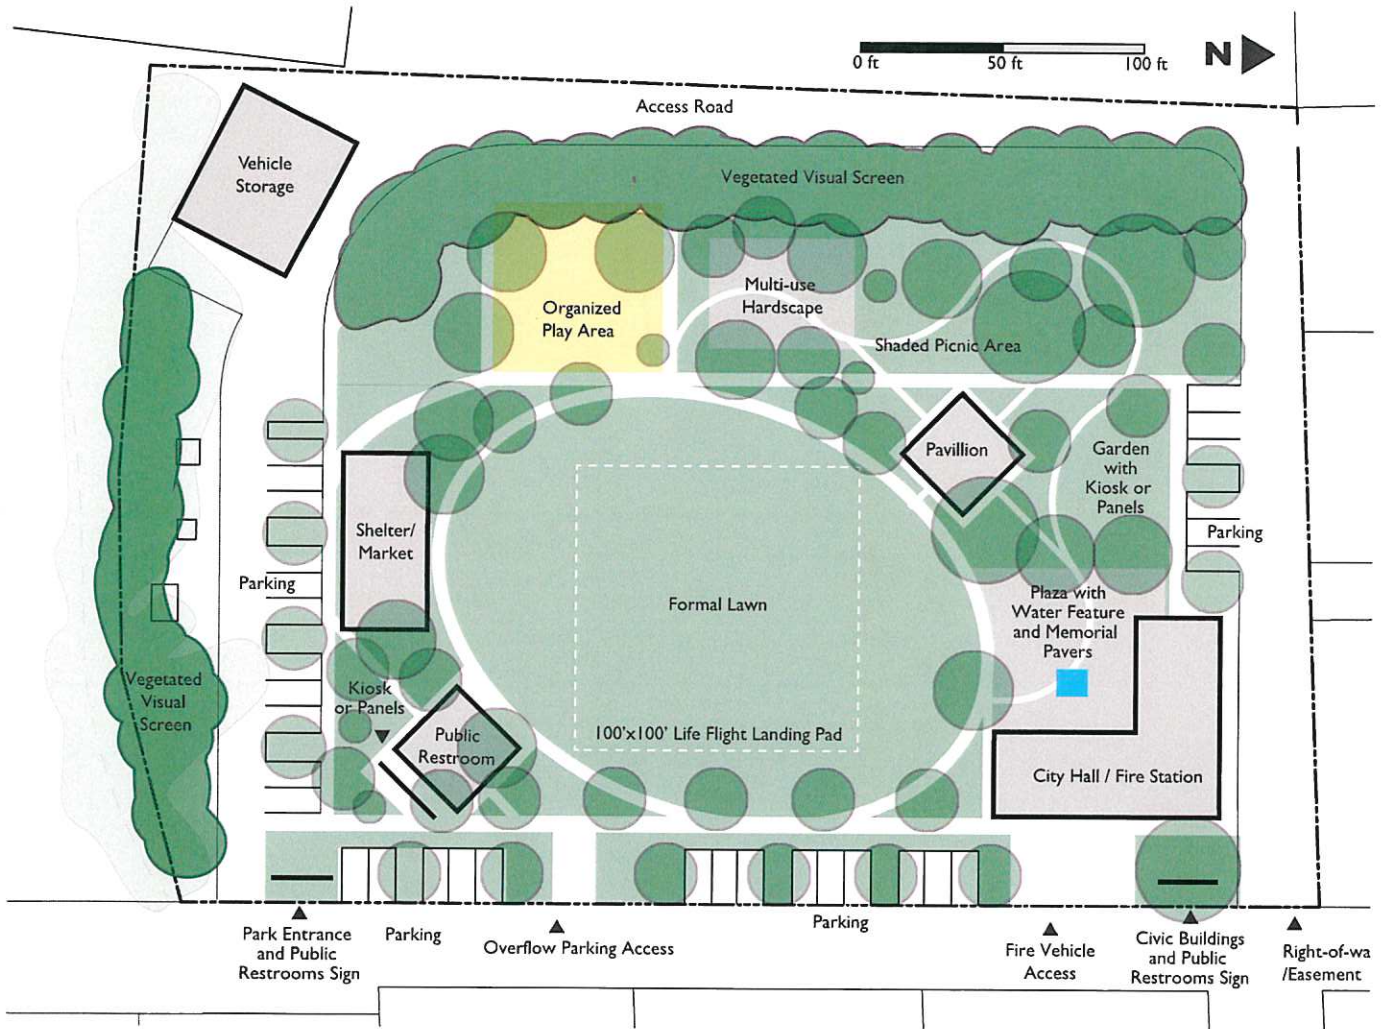 0 ft
50 ft
100 ft
N
Access Road
Vehicle
Storage
Vegetated Visual Screen
Organized
Play Area
Multi-use
Hardscape
Shaded Picnic Area
Pavillion
Garden
with
Kiosk or
Panels
Parking
Shelter/
Market
Parking
Formal Lawn
Plaza with
Water Feature
and Memorial
Pavers
Vegetated
Visual
Screen
Kiosk
or Panels
Public
Restroom
100'x100' Life Flight Landing Pad
City Hall / Fire Station
Park Entrance
and Public
Restrooms Sign
Parking
Overflow Parking Access
Parking
Fire Vehicle
Access
Civic Buildings
and Public
Restrooms Sign
Right-of-wa
/Easement